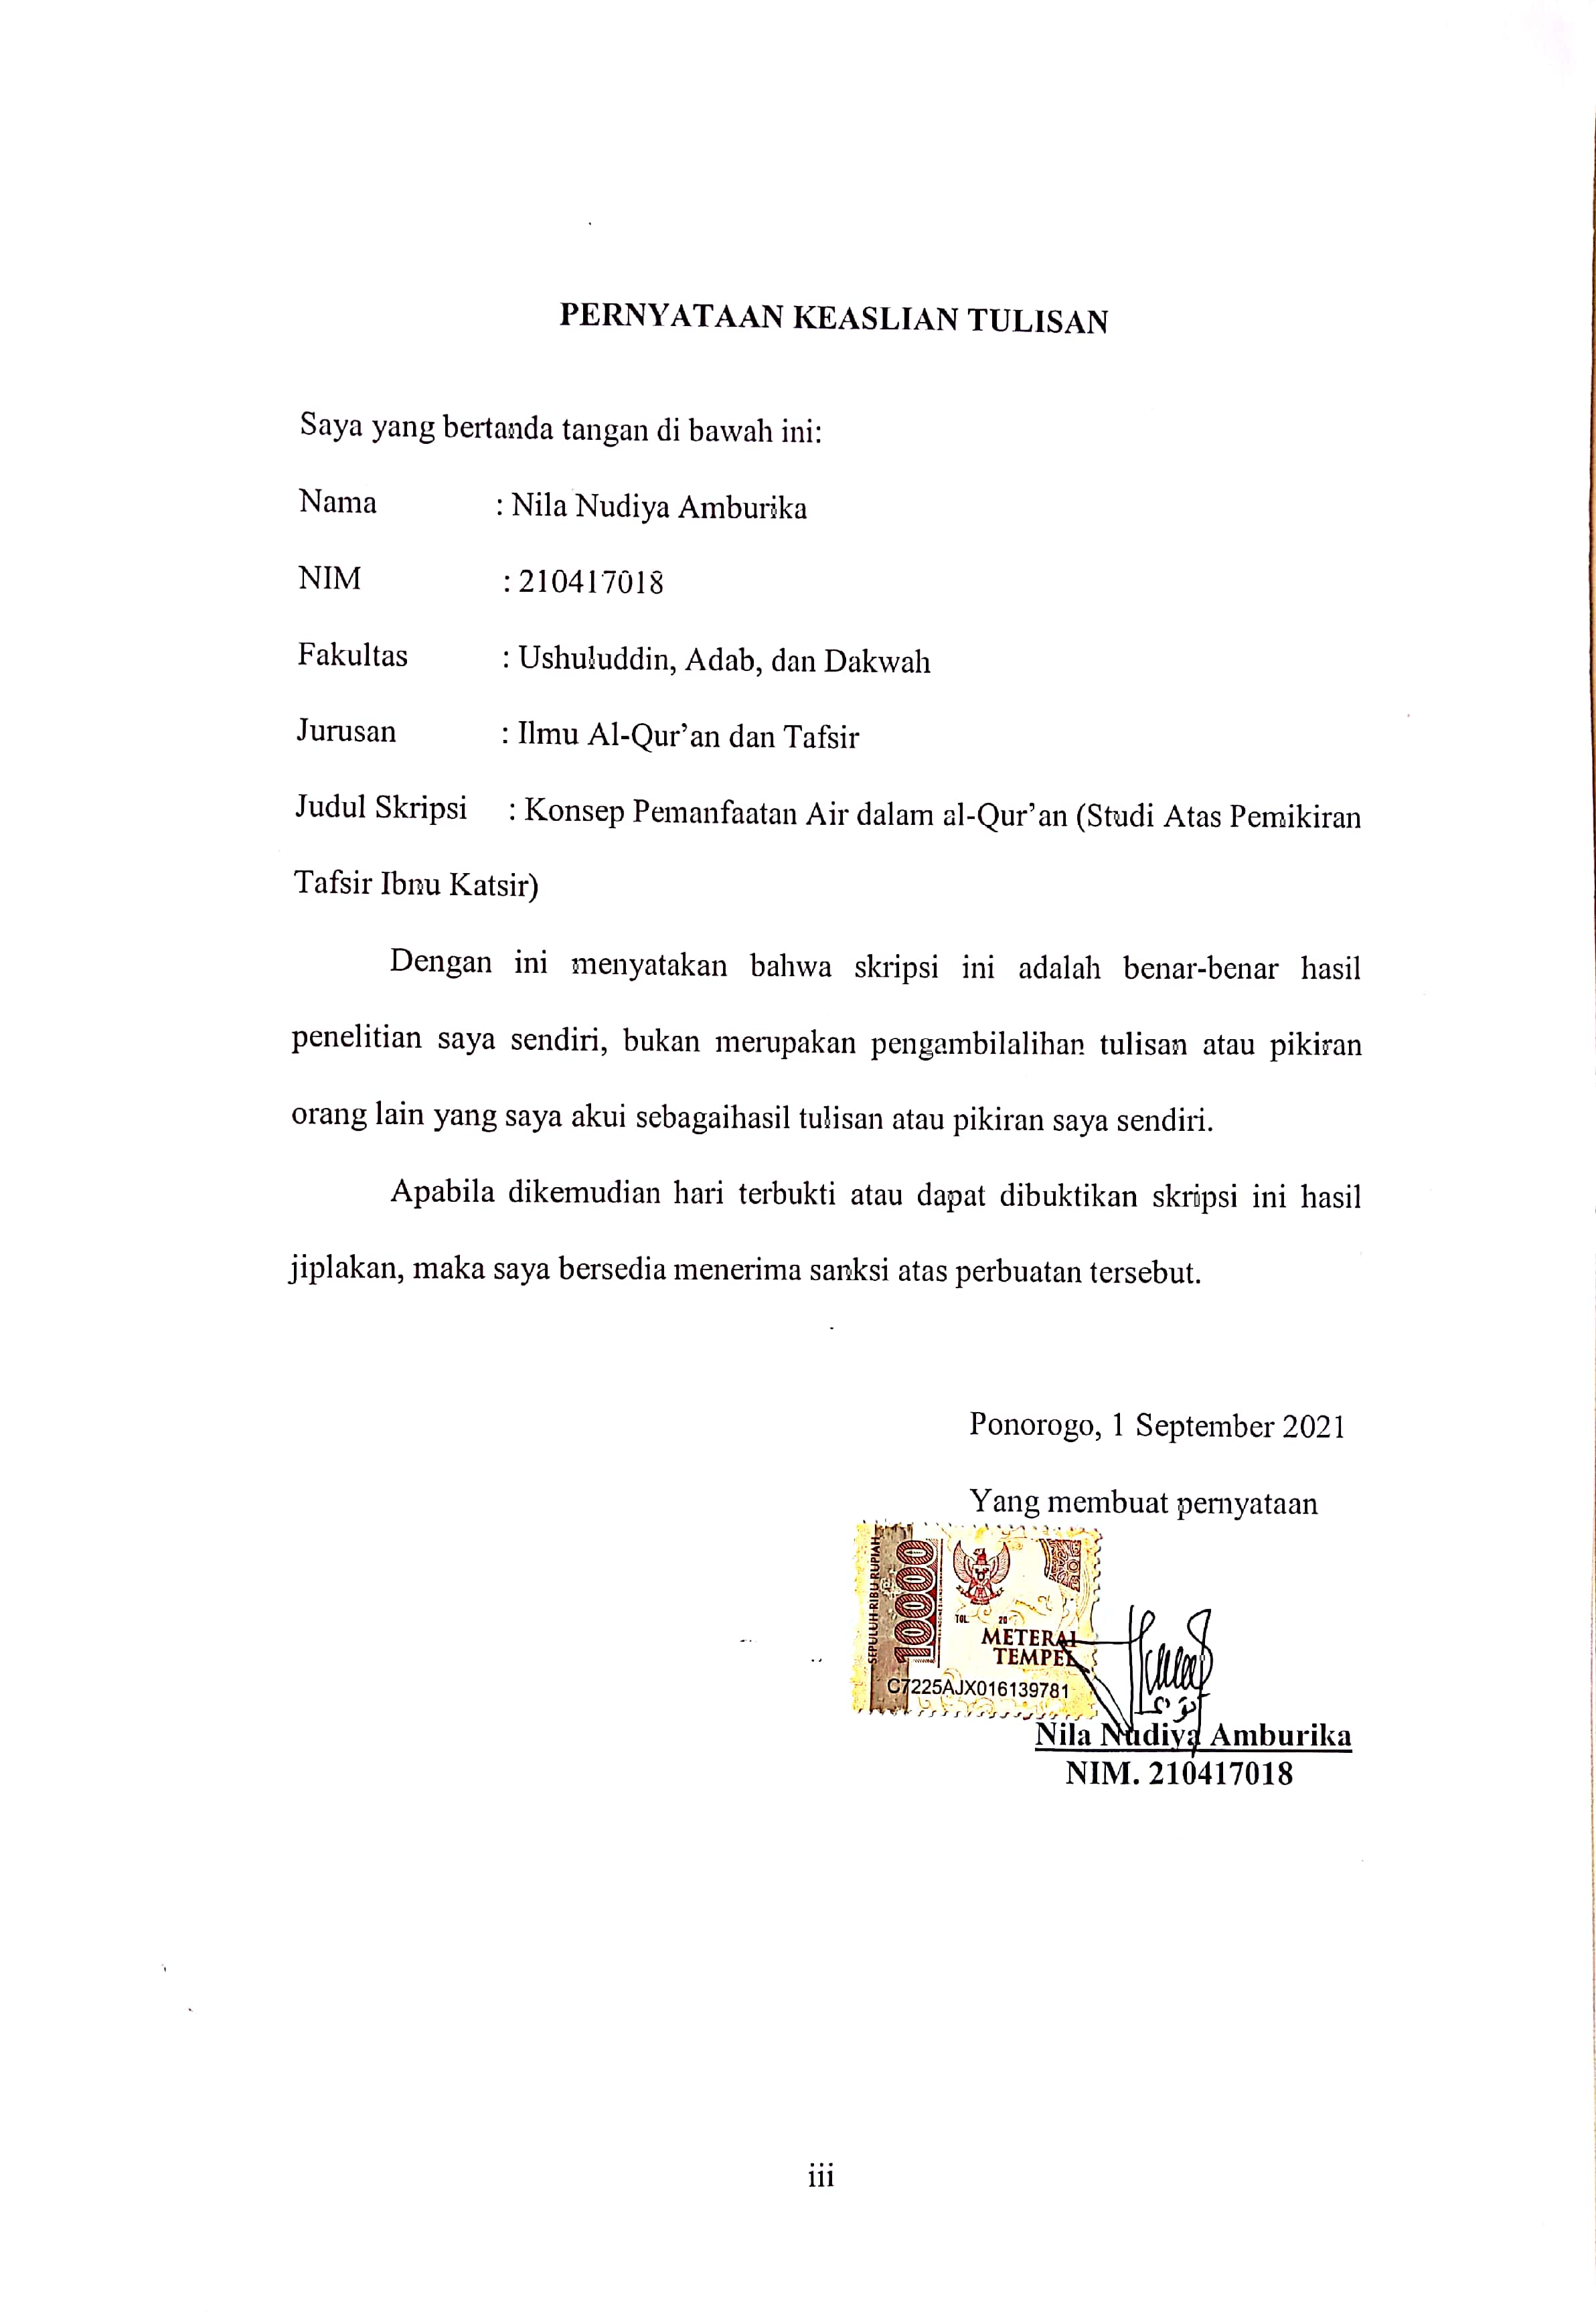 PERNYATAAN KEASLIAN TULISAN
Saya yang bertanda tangan di bawah ini:
Nama : Nila Nudiya Amburika
NIM : 210417018
Fakultas : Ushuluddin, Adab, dan Dakwah
Jurusan : Ilmu Al-Qur’an dan Tafsir
Judul Skripsi : Konsep Pemanfaatan Air dalam al-Qur’an (Studi Atas Pemikiran
Tafsir Ibnu Katsir)
Dengan ini menyatakan bahwa skripsi ini adalah benar-benar hasil
penelitian saya sendiri, bukan merupakan pengambilalihan tulisan atau pikiran
orang lain yang saya akui sebagaihasil tulisan atau pikiran saya sendiri.
Apabila dikemudian hari terbukti atau dapat dibuktikan skripsi ini hasil
jiplakan, maka saya bersedia menerima sanksi atas perbuatan tersebut.
Ponorogo, 1 September 2021
Yang membuat pernyataan
SEPULUH RIBU RUPIAH
10000
TGL. 20
METERAI
TEMPEL
C7225AJX016139781
Nila Nudiya Amburika
NIM. 210417018
iii